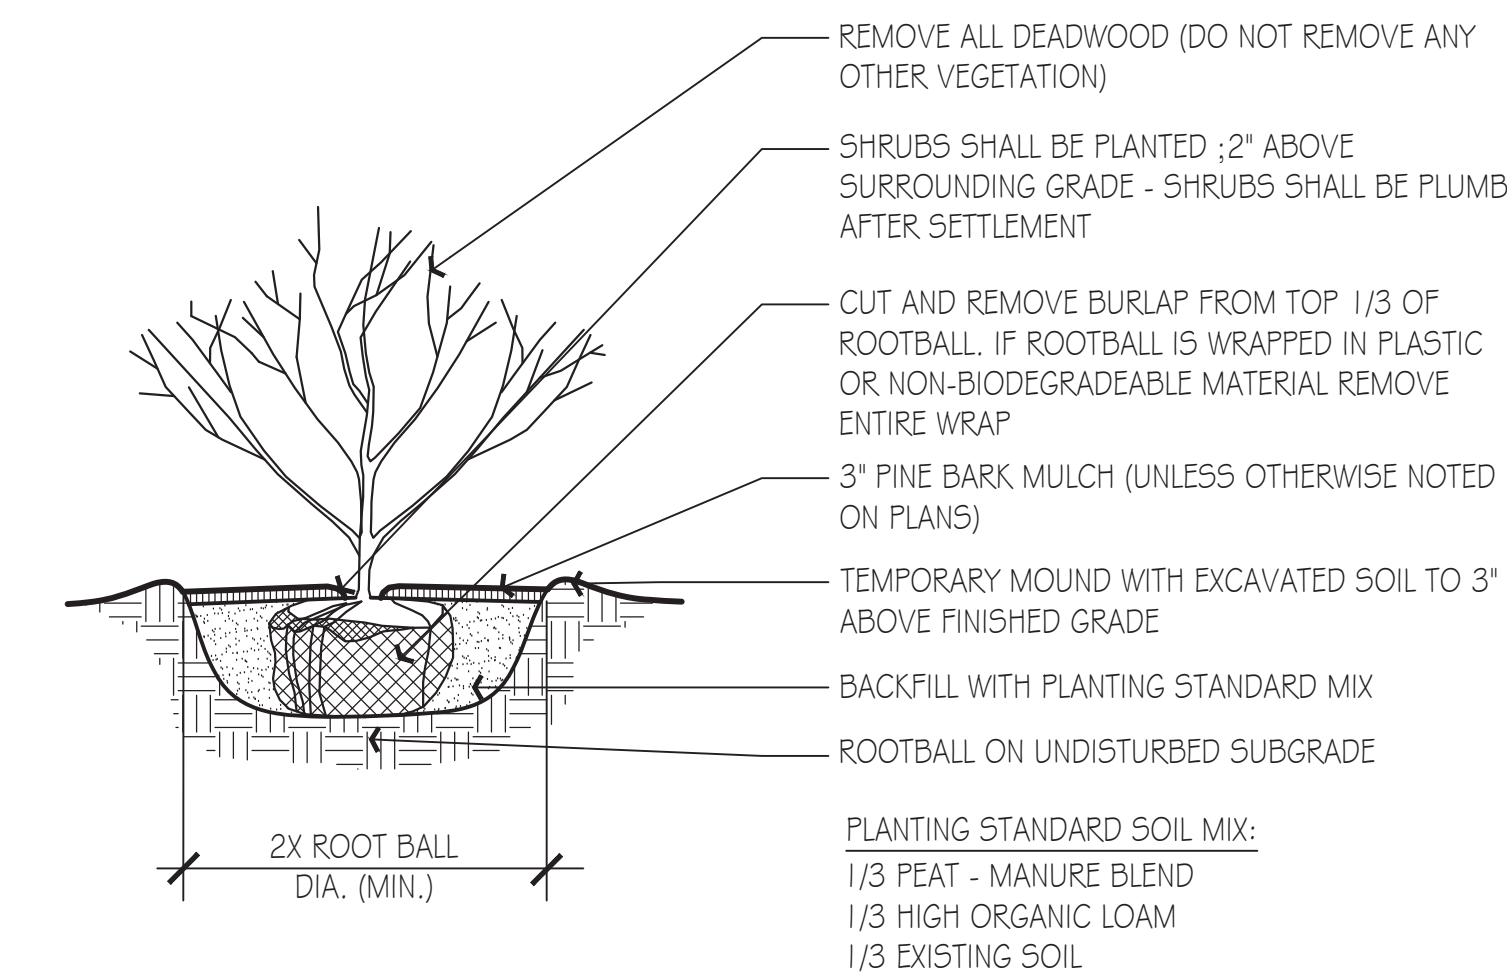 REMOVE ALL DEADWOOD (DO NOT REMOVE ANY
OTHER VEGETATION)
SHRUBS SHALL BE PLANTED ;2" ABOVE
SURROUNDING GRADE - SHRUBS SHALL BE PLUMB
AFTER SETTLEMENT
CUT AND REMOVE BURLAP FROM TOP 1/3 OF
ROOTBALL. IF ROOTBALL IS WRAPPED IN PLASTIC
OR NON-BIODEGRADEABLE MATERIAL REMOVE
ENTIRE WRAP
3" PINE BARK MULCH (UNLESS OTHERWISE NOTED
ON PLANS)
TEMPORARY MOUND WITH EXCAVATED SOIL TO 3"
ABOVE FINISHED GRADE
BACKFILL WITH PLANTING STANDARD MIX
ROOTBALL ON UNDISTURBED SUBGRADE
2X ROOT BALL
DIA. (MIN.)
PLANTING STANDARD SOIL MIX:
1/3 PEAT - MANURE BLEND
1/3 HIGH ORGANIC LOAM
1/3 EXISTING SOIL